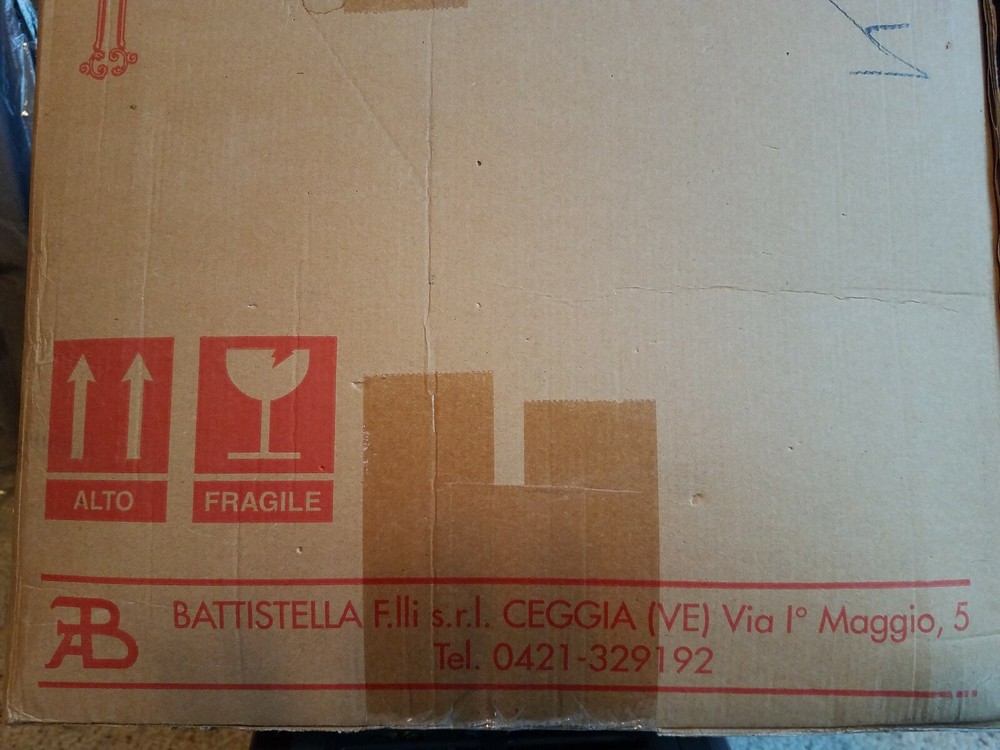 ALTO
FRAGILE
BATTISTELLA F.lli s.r.l. CEGGIA (VE) Via I° Maggio, 5
Tel. 0421-329192